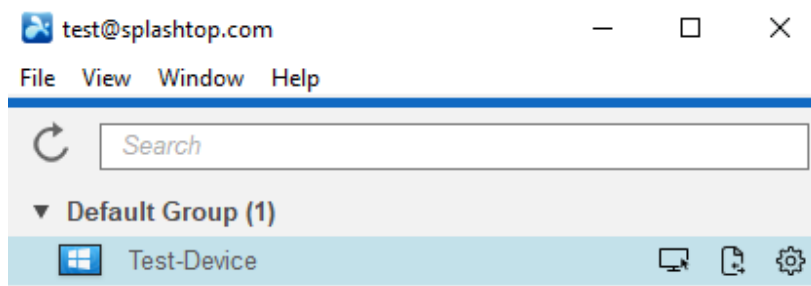 test@splashtop.com
File View Window Help
Search
Default Group (1)
Test-Device